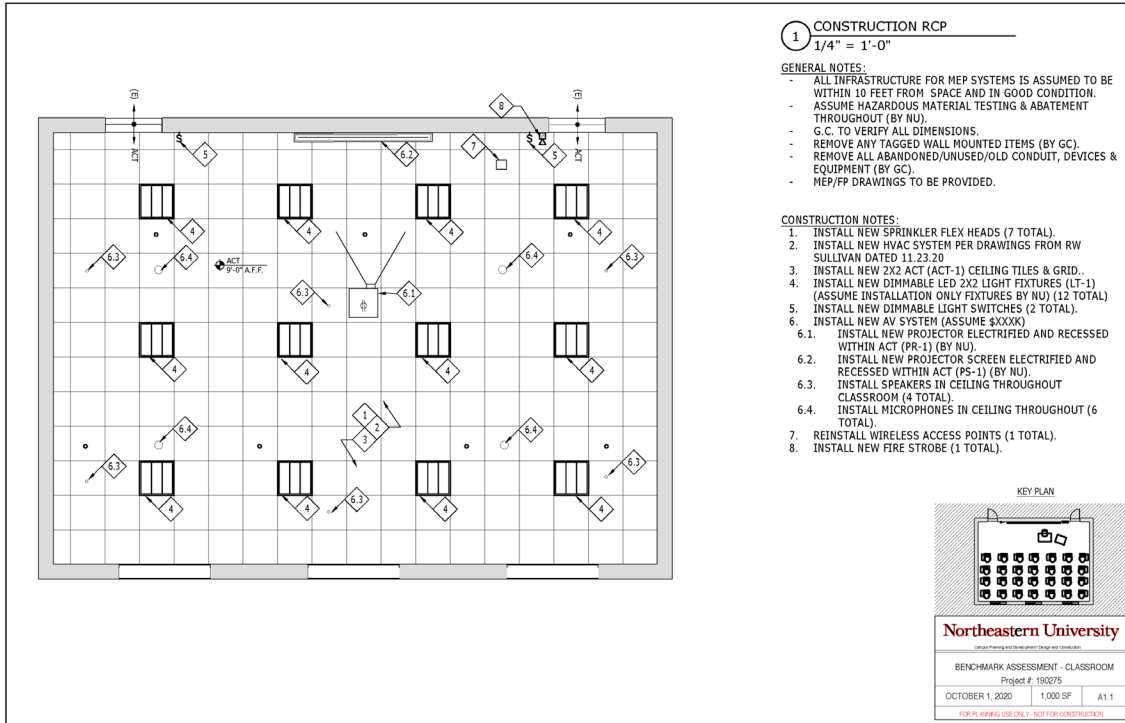 1
CONSTRUCTION RCP
1/4" = 1'-0"
GENERAL NOTES:
- ALL INFRASTRUCTURE FOR MEP SYSTEMS IS ASSUMED TO BE
WITHIN 10 FEET FROM SPACE AND IN GOOD CONDITION.
- ASSUME HAZARDOUS MATERIAL TESTING & ABATEMENT
THROUGHOUT (BY NU).
- G.C. TO VERIFY ALL DIMENSIONS.
- REMOVE ANY TAGGED WALL MOUNTED ITEMS (BY GC).
- REMOVE ALL ABANDONED/UNUSED/OLD CONDUIT, DEVICES &
EQUIPMENT (BY GC).
- MEP/FP DRAWINGS TO BE PROVIDED.
CONSTRUCTION NOTES:
1. INSTALL NEW SPRINKLER FLEX HEADS (7 TOTAL).
2. INSTALL NEW HVAC SYSTEM PER DRAWINGS FROM RW
SULLIVAN DATED 11.23.20
3. INSTALL NEW 2X2 ACT (ACT-1) CEILING TILES & GRID..
4. INSTALL NEW DIMMABLE LED 2X2 LIGHT FIXTURES (LT-1)
(ASSUME INSTALLATION ONLY FIXTURES BY NU) (12 TOTAL)
5. INSTALL NEW DIMMABLE LIGHT SWITCHES (2 TOTAL).
6. INSTALL NEW AV SYSTEM (ASSUME $XXXK)
6.1. INSTALL NEW PROJECTOR ELECTRIFIED AND RECESSED
WITHIN ACT (PR-1) (BY NU).
6.2. INSTALL NEW PROJECTOR SCREEN ELECTRIFIED AND
RECESSED WITHIN ACT (PS-1) (BY NU).
6.3. INSTALL SPEAKERS IN CEILING THROUGHOUT
CLASSROOM (4 TOTAL).
6.4. INSTALL MICROPHONES IN CEILING THROUGHOUT (6
TOTAL).
7. REINSTALL WIRELESS ACCESS POINTS (1 TOTAL).
8. INSTALL NEW FIRE STROBE (1 TOTAL).
(E)
8
(E)
ACT
$
5
6.2
7
$
5
ACT
4
4
4
4
6.3
6.4
ACT
9'-0" A.F.F.
6.3
6.1
6.4
6.3
4
4
4
4
6.4
1
2
3
6.4
6.3
6.3
4
4
6.3
4
4
KEY PLAN
Northeastern University
Campus Planning and Development / Design and Construction
BENCHMARK ASSESSMENT - CLASSROOM
Project #: 190275
OCTOBER 1, 2020
1,000 SF
A1.1
FOR PLANNING USE ONLY - NOT FOR CONSTRUCTION